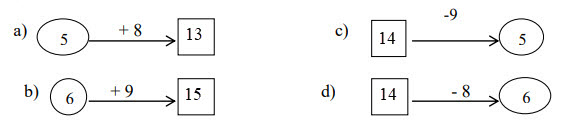 a) 5 + 8 13
c) 14 -9 5
b) 6 + 9 15
d) 14 - 8 6